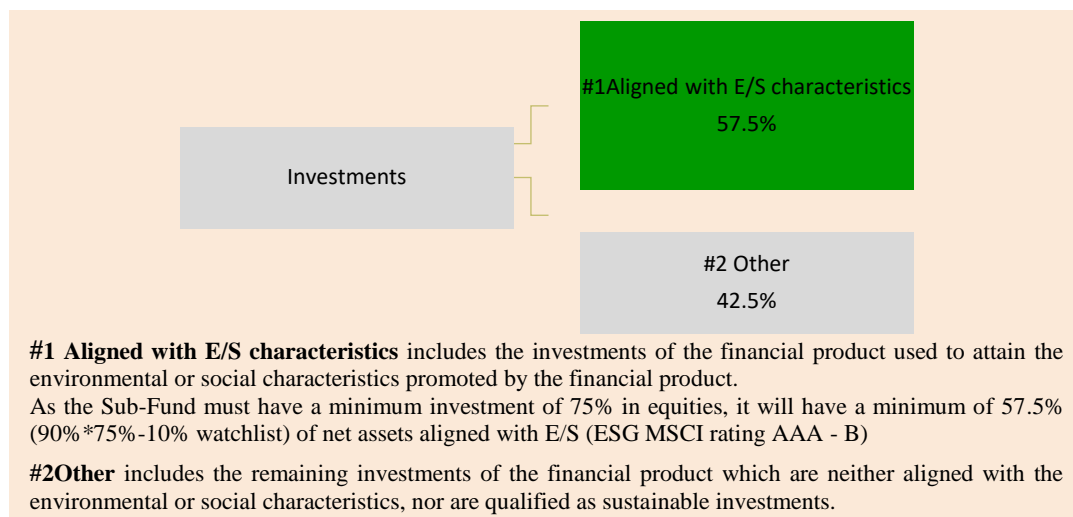 #1Aligned with E/S characteristics
57.5%
Investments
#2 Other
42.5%
#1 Aligned with E/S characteristics includes the investments of the financial product used to attain the
environmental or social characteristics promoted by the financial product.
As the Sub-Fund must have a minimum investment of 75% in equities, it will have a minimum of 57.5%
(90%*75%-10% watchlist) of net assets aligned with E/S (ESG MSCI rating AAA - B)
#2Other includes the remaining investments of the financial product which are neither aligned with the
environmental or social characteristics, nor are qualified as sustainable investments.